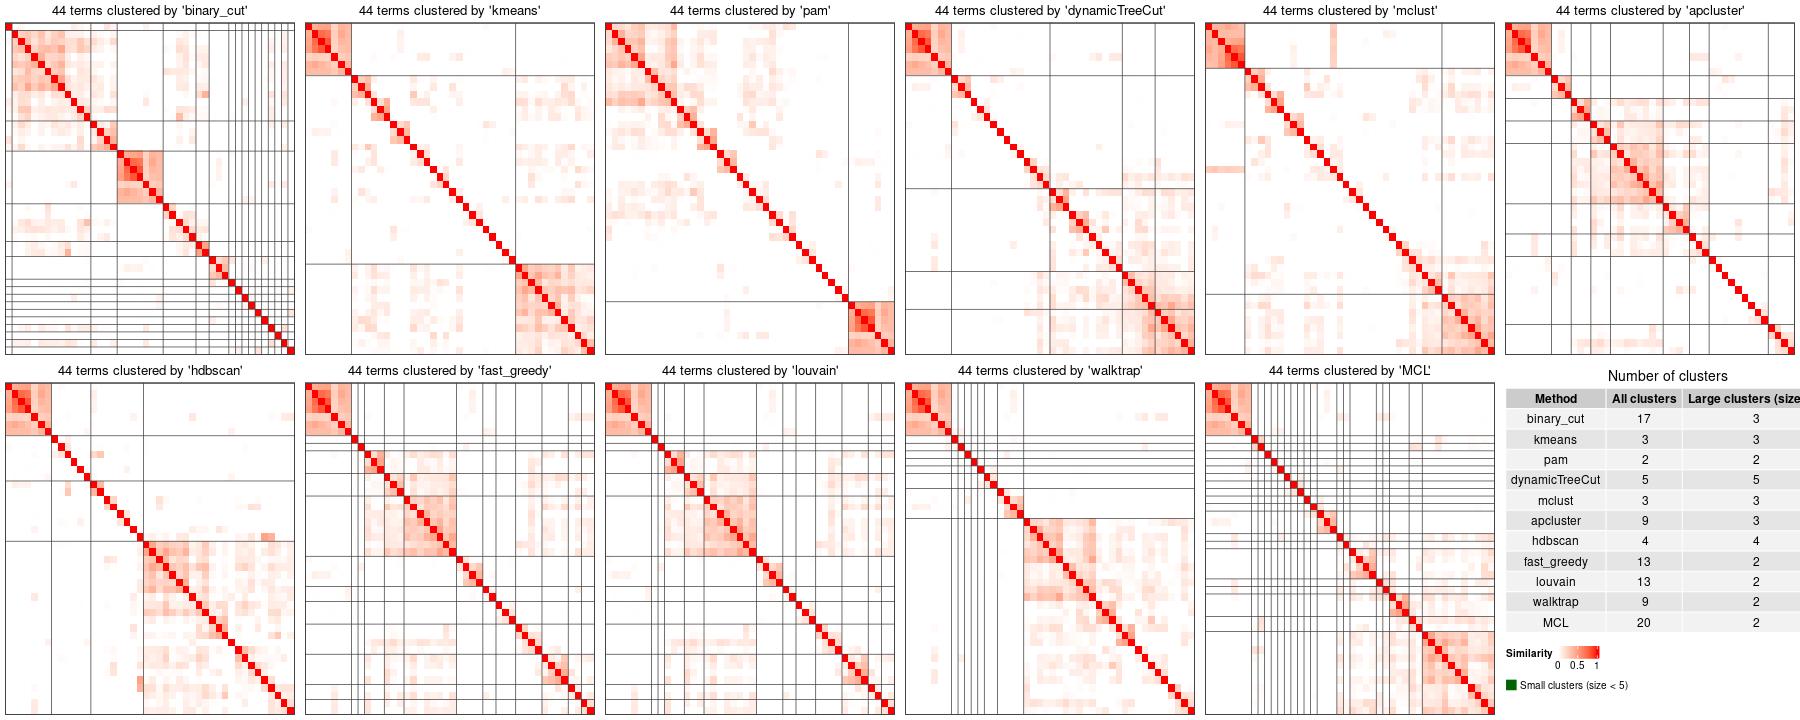 44 terms clustered by 'binary_cut'
44 terms clustered by 'kmeans'
44 terms clustered by 'pam'
44 terms clustered by 'dynamicTreeCut'
44 terms clustered by 'mclust'
44 terms clustered by 'apcluster'
44 terms clustered by 'hdbscan'
44 terms clustered by 'fast_greedy'
44 terms clustered by 'louvain'
44 terms clustered by 'walktrap'
44 terms clustered by 'MCL'
Number of clusters
Method All clusters Large clusters (size
binary_cut 17 3
kmeans 3 3
pam 2 2
dynamicTreeCut 5 5
mclust 3 3
apcluster 9 3
hdbscan 4 4
fast_greedy 13 2
louvain 13 2
walktrap 9 2
MCL 20 2
Similarity
0 0.5 1
Small clusters (size < 5)